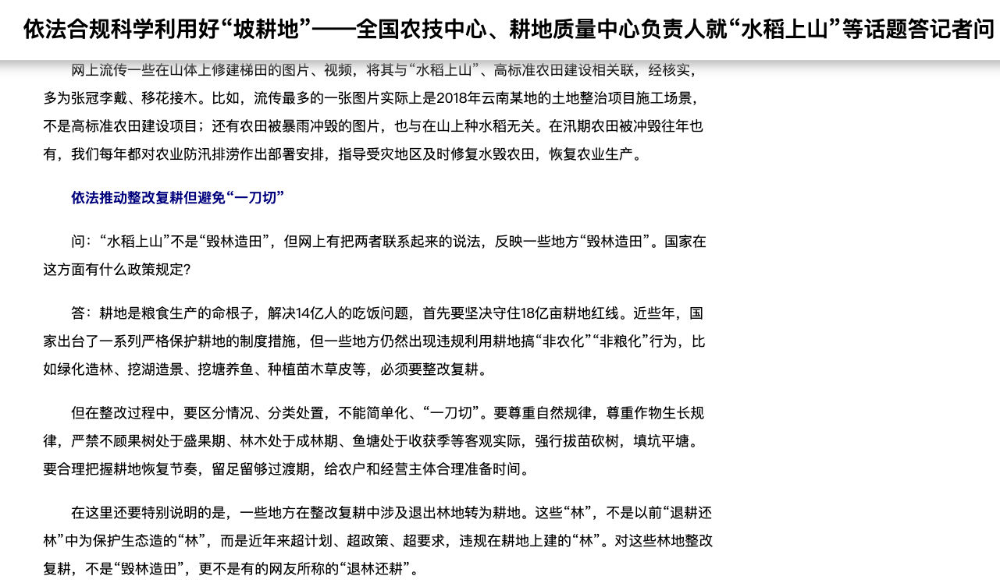 依法合规科学利用好“坡耕地”——全国农技中心、耕地质量中心负责人就“水稻上山”等话题答记者问
网上流传一些在山体上修建梯田的图片、视频，将其与“水稻上山”、高标准农田建设相关联，经核实，
多为张冠李戴、移花接木。比如，流传最多的一张图片实际上是2018年云南某地的土地整治项目施工场景，
不是高标准农田建设项目；还有农田被暴雨冲毁的图片，也与在山上种水稻无关。在汛期农田被冲毁往年也
有，我们每年都对农业防汛排涝作出部署安排，指导受灾地区及时修复水毁农田，恢复农业生产。
依法推动整改复耕但避免“一刀切”
问：“水稻上山”不是“毁林造田”，但网上有把两者联系起来的说法，反映一些地方“毁林造田”。国家在
这方面有什么政策规定?
答：耕地是粮食生产的命根子，解决14亿人的吃饭问题，首先要坚决守住18亿亩耕地红线。近些年，国
家出台了一系列严格保护耕地的制度措施，但一些地方仍然出现违规利用耕地搞“非农化”“非粮化”行为，比
如绿化造林、挖湖造景、挖塘养鱼、种植苗木草皮等，必须要整改复耕。
但在整改过程中，要区分情况、分类处置，不能简单化、“一刀切”。要尊重自然规律，尊重作物生长规
律，严禁不顾果树处于盛果期、林木处于成林期、鱼塘处于收获季等客观实际，强行拔苗砍树，填坑平塘。
要合理把握耕地恢复节奏，留足留够过渡期，给农户和经营主体合理准备时间。
在这里还要特别说明的是，一些地方在整改复耕中涉及退出林地转为耕地。这些“林”，不是以前“退耕还
林”中为保护生态造的“林”，而是近年来超计划、超政策、超要求，违规在耕地上建的“林”。对这些林地整改
复耕，不是“毁林造田”，更不是有的网友所称的“退林还耕”。